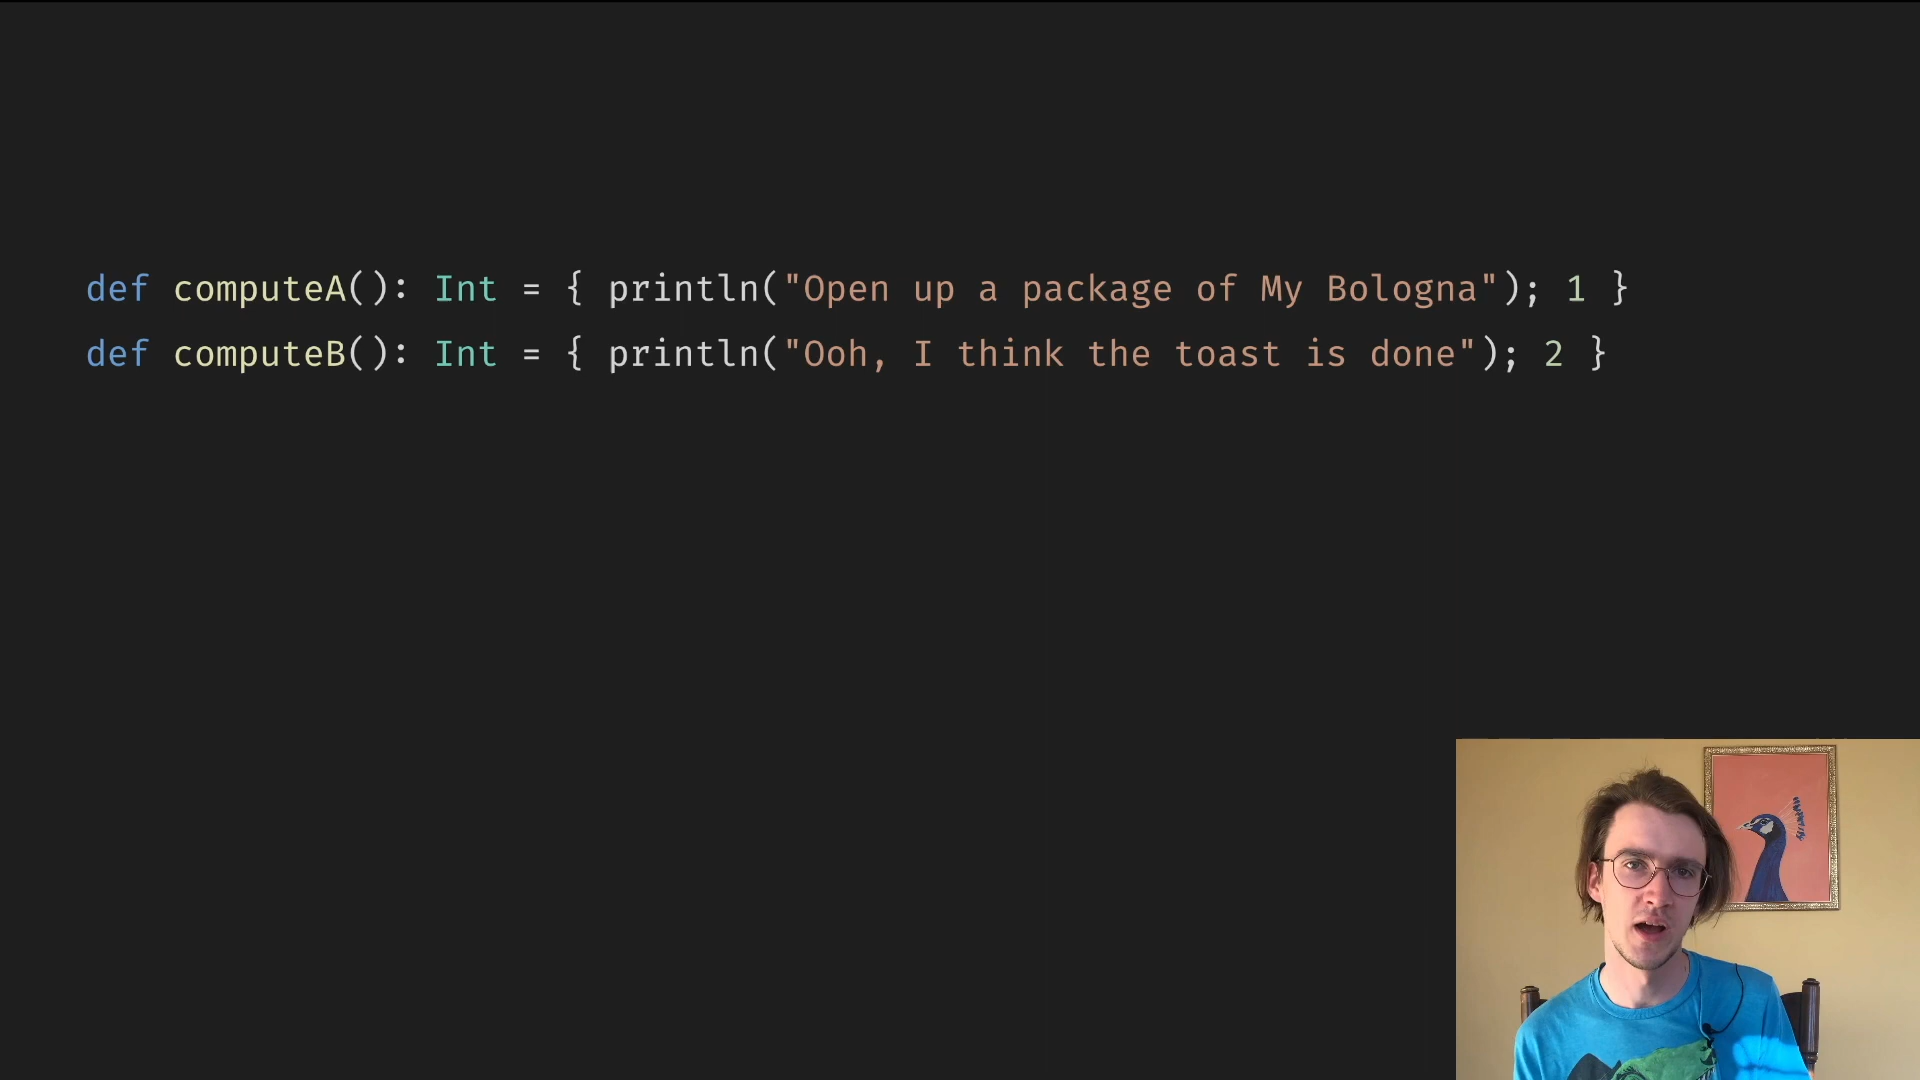 def computeA(): Int = { println("Open up a package of My Bologna"); 1 }
def computeB(): Int = { println("Ooh, I think the toast is done"); 2 }